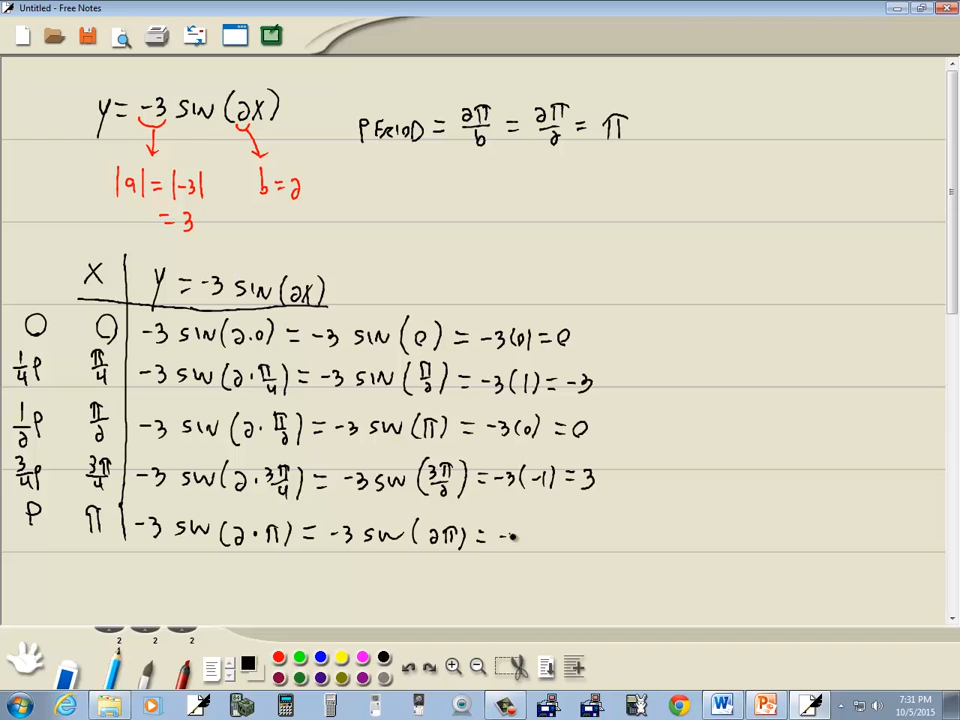 Untitled - Free Notes
y = -3 sin (2x)
PERIOD = 2π/b = 2π/2 = π
|a| = |-3|
= 3
b = 2
x y = -3 sin (2x)
0 0 -3 sin(2·0) = -3 sin (0) = -3(0) = 0
1/4 P π/4 -3 sin(2·π/4) = -3 sin (π/2) = -3(1) = -3
1/2 P π/2 -3 sin (2·π/2) = -3 sin (π) = -3(0) = 0
3/4 P 3π/4 -3 sin (2·3π/4) = -3 sin (3π/2) = -3(-1) = 3
P π -3 sin (2·π) = -3 sin (2π) = -
2 2 2
7:31 PM
10/5/2015